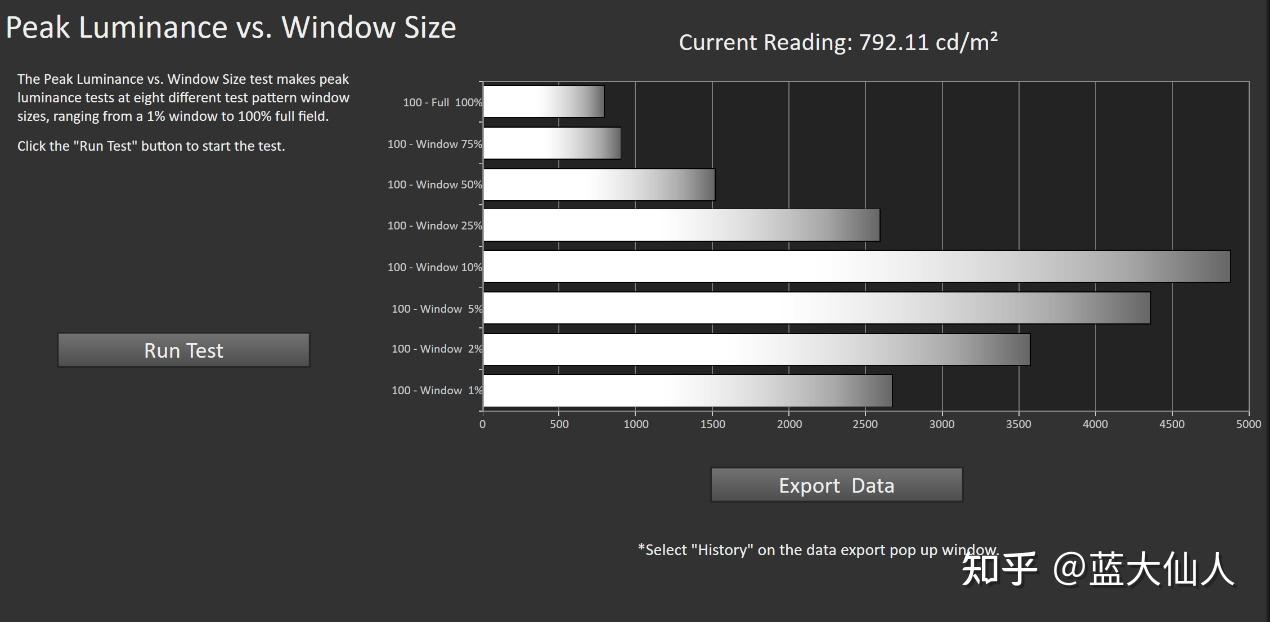 Peak Luminance vs. Window Size
Current Reading: 792.11 cd/m²
The Peak Luminance vs. Window Size test makes peak
luminance tests at eight different test pattern window
sizes, ranging from a 1% window to 100% full field.
Click the "Run Test" button to start the test.
100 - Full 100%
100 - Window 75%
100 - Window 50%
100 - Window 25%
100 - Window 10%
100 - Window 5%
100 - Window 2%
100 - Window 1%
0 500 1000 1500 2000 2500 3000 3500 4000 4500 5000
Run Test
Export Data
*Select "History" on the data export pop up window.
知乎 @蓝大仙人